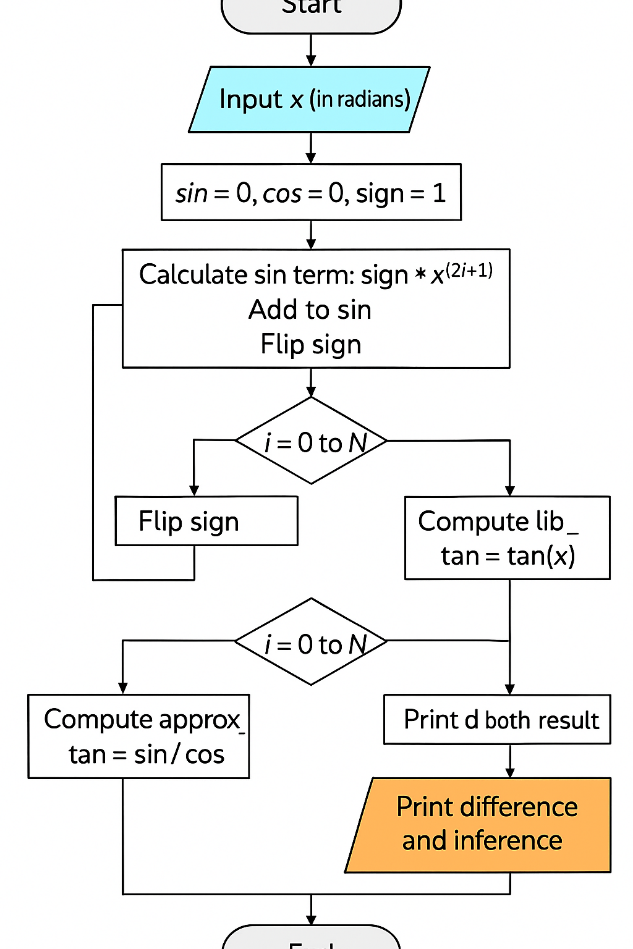 Start
Input x (in radians)
sin = 0, cos = 0, sign = 1
Calculate sin term: sign * x^(2i+1)
Add to sin
Flip sign
i = 0 to N
Flip sign
Compute lib_
tan = tan(x)
i = 0 to N
Compute approx_
tan = sin / cos
Print d both result
Print difference
and inference